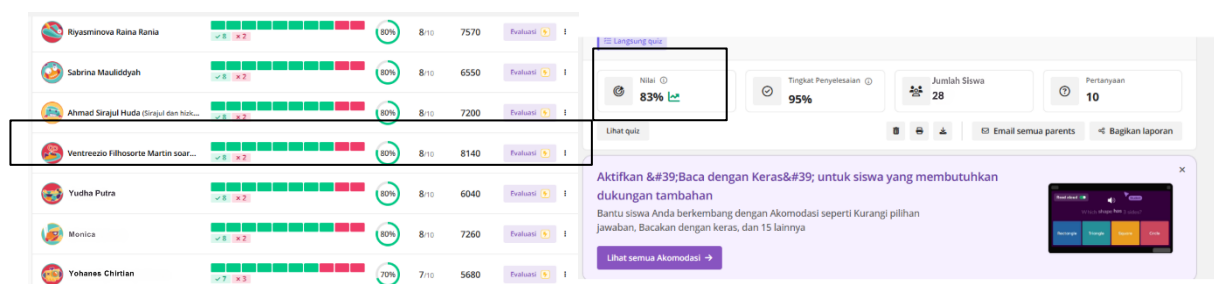 Riyasminova Raina Rania
✓ 8 × 2
80%
8/10
7570
Evaluasi
Sabrina Mauliddyah
✓ 8 × 2
80%
8/10
6550
Evaluasi
Ahmad Sirajul Huda (Sirajul dan hizk...
✓ 8 × 2
80%
8/10
7200
Evaluasi
Ventreezio Filhosorte Martin soar...
✓ 8 × 2
80%
8/10
8140
Evaluasi
Yudha Putra
✓ 8 × 2
80%
8/10
6040
Evaluasi
Monica
✓ 8 × 2
80%
8/10
7260
Evaluasi
Yohanes Chirtian
✓ 7 × 3
70%
7/10
5680
Evaluasi
Langsung quiz
Nilai
83%
Tingkat Penyelesaian
95%
Jumlah Siswa
28
Pertanyaan
10
Lihat quiz
Email semua parents
Bagikan laporan
Aktifkan &#39;Baca dengan Keras&#39; untuk siswa yang membutuhkan
dukungan tambahan
Bantu siswa Anda berkembang dengan Akomodasi seperti Kurangi pilihan
jawaban, Bacakan dengan keras, dan 15 lainnya
Lihat semua Akomodasi →
Read aloud
Rectangle
Triangle
Square
Circle